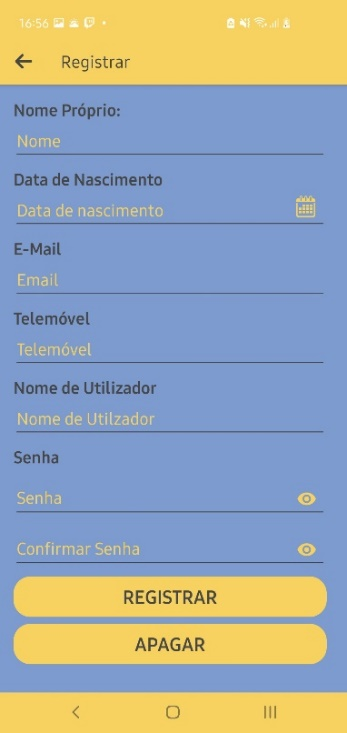 16:56
Registrar
Nome Próprio:
Nome
Data de Nascimento
Data de nascimento
E-Mail
Email
Telemóvel
Telemóvel
Nome de Utilizador
Nome de Utilzador
Senha
Senha
Confirmar Senha
REGISTRAR
APAGAR